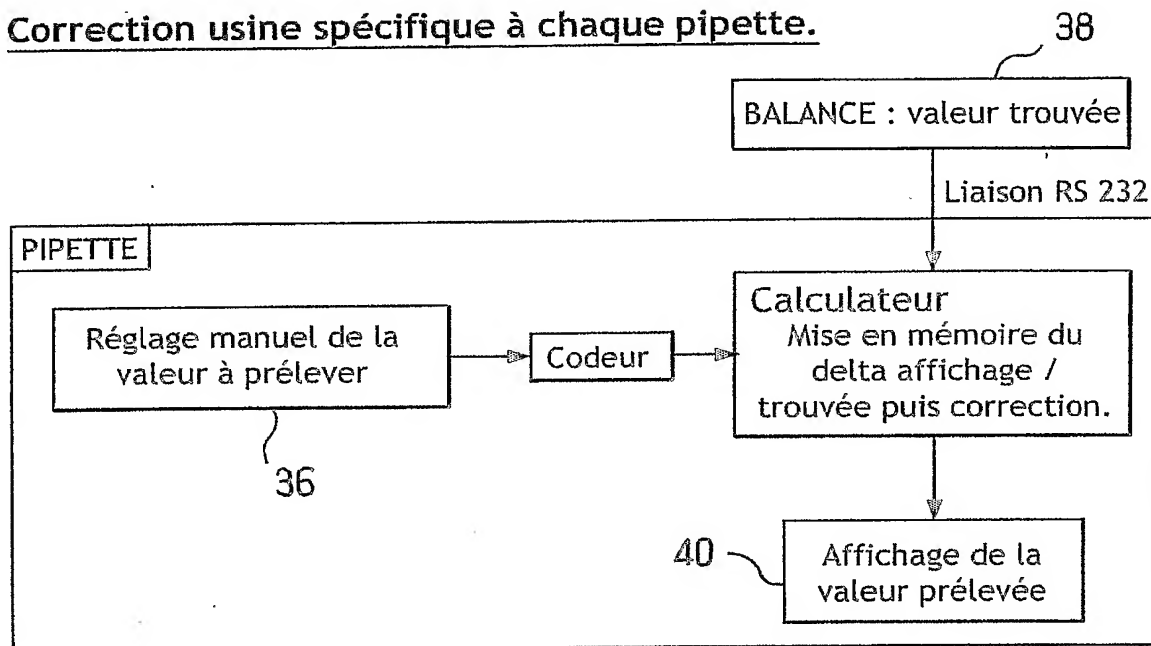 Correction usine spécifique à chaque pipette.
38
BALANCE : valeur trouvée
Liaison RS 232
PIPETTE
Réglage manuel de la
valeur à prélever
Codeur
Calculateur
Mise en mémoire du
delta affichage /
trouvée puis correction.
36
40
Affichage de la
valeur prélevée